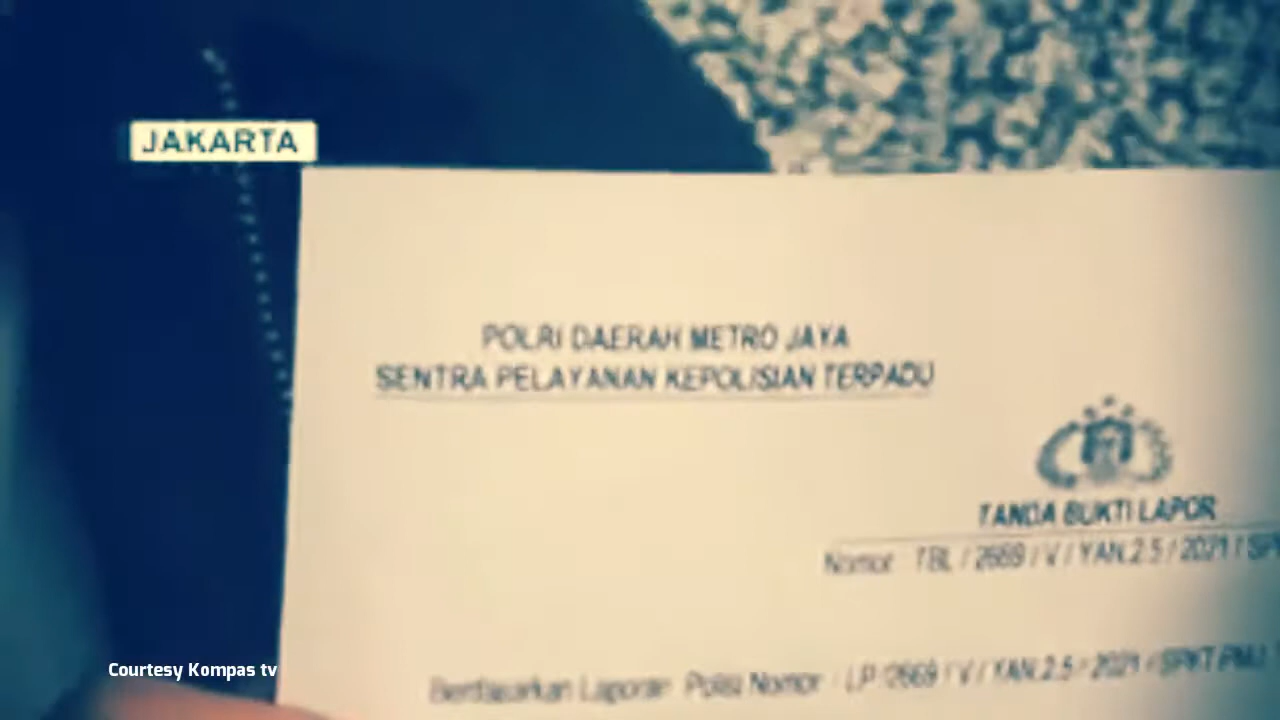 JAKARTA
POLRI DAERAH METRO JAYA
SENTRA PELAYANAN KEPOLISIAN TERPADU
TANDA BUKTI LAPOR
Nomor : TBL / 2669 / V / YAN.2.5 / 2021 /
Berdasarkan Laporan Polisi Nomor : LP / 2669 / V / YAN.2.5 / 2021 /
Courtesy Kompas tv